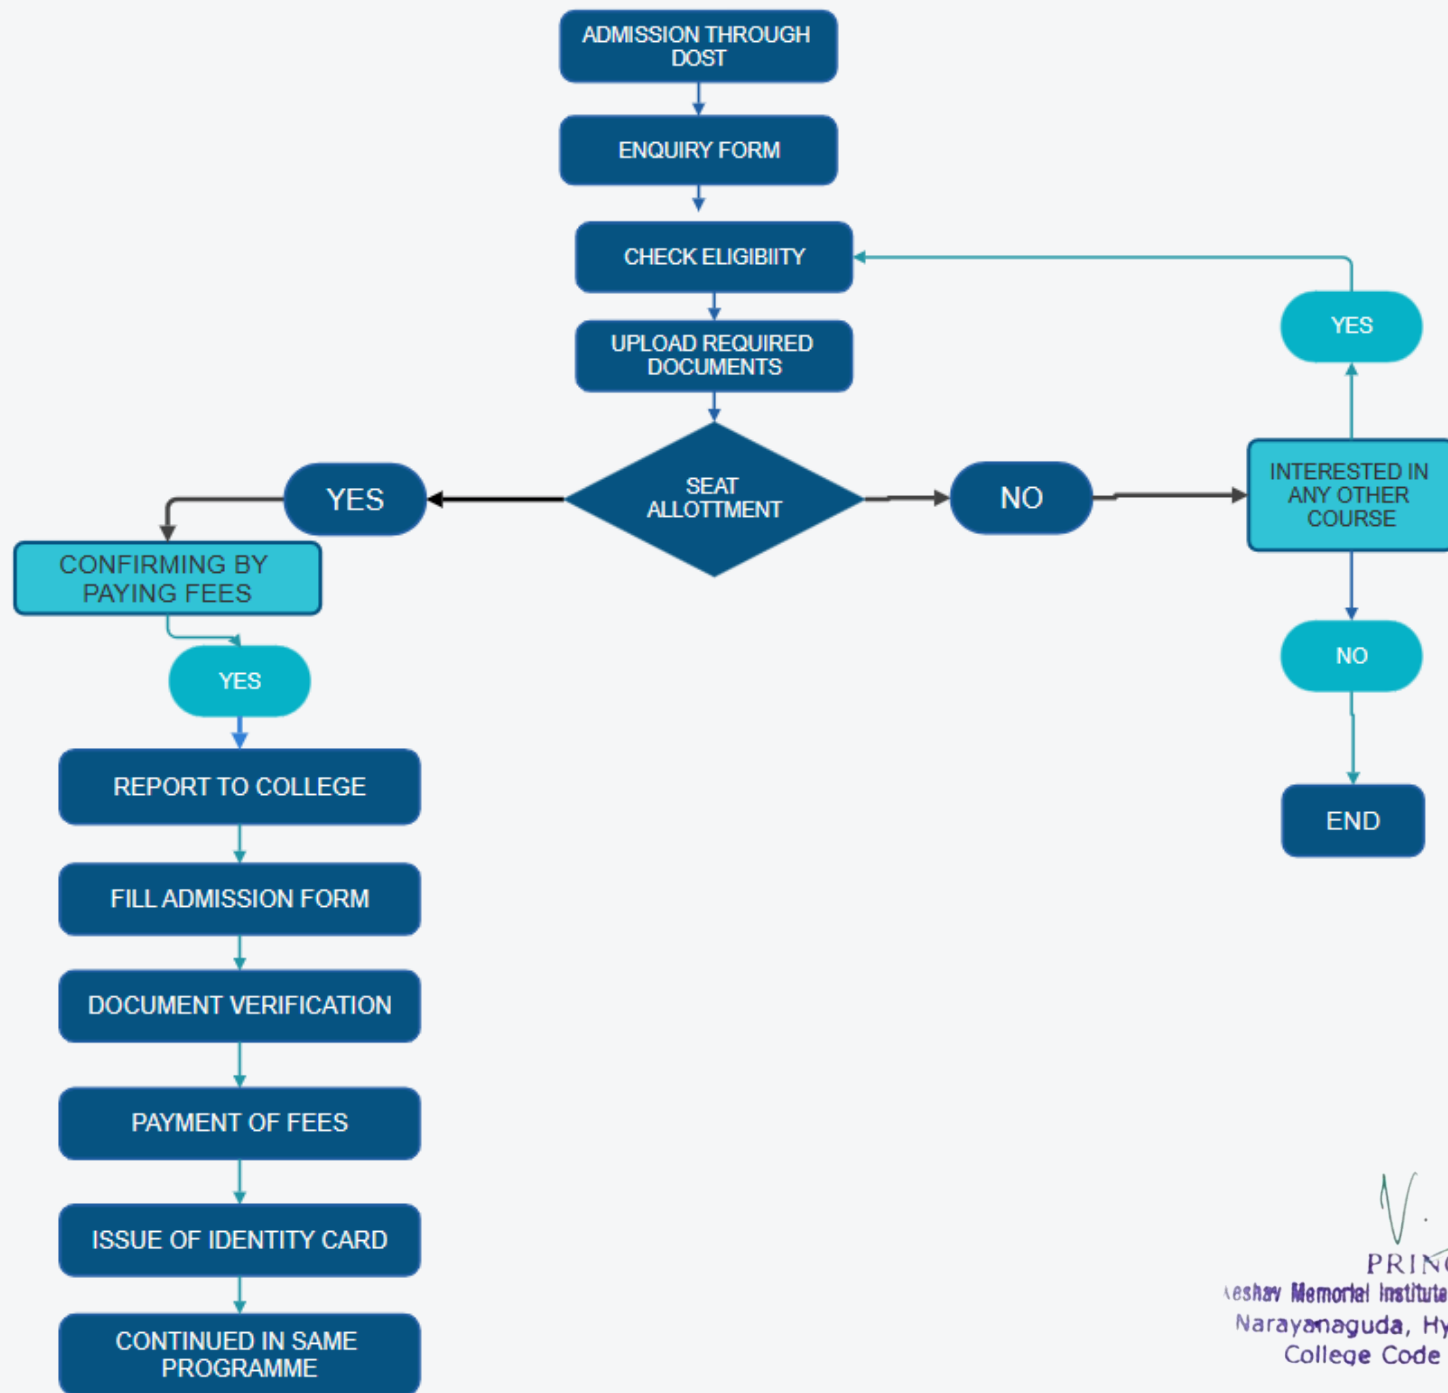 ADMISSION THROUGH
DOST
ENQUIRY FORM
CHECK ELIGIBIITY
UPLOAD REQUIRED
DOCUMENTS
SEAT
ALLOTTMENT
YES
NO
INTERESTED IN
ANY OTHER
COURSE
YES
NO
END
CONFIRMING BY
PAYING FEES
YES
REPORT TO COLLEGE
FILL ADMISSION FORM
DOCUMENT VERIFICATION
PAYMENT OF FEES
ISSUE OF IDENTITY CARD
CONTINUED IN SAME
PROGRAMME
V.
Memorial Institute
Narayanaguda,
College Code